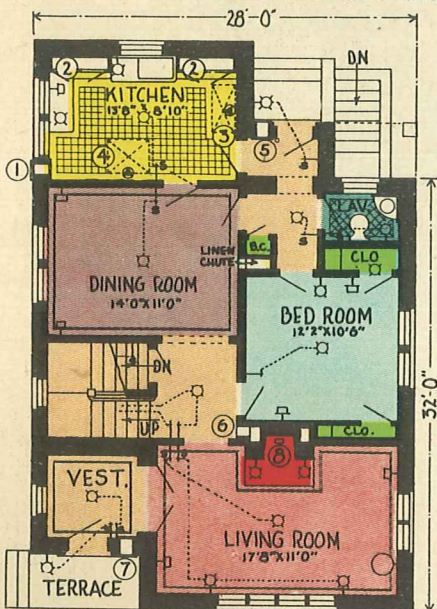 28'-0"
DN
② ②
KITCHEN
13'8" X 8'10"
③
④
S
⑤
S
①
S
S
LAV.
LINEN
CHUTE
B.C.
CLO
DINING ROOM
14'0"X11'0"
BED ROOM
12'2"X10'6"
32'-0"
DN
UP
⑥
CLO.
⑧
S S
VEST.
LIVING ROOM
17'8"X11'0"
⑦
TERRACE